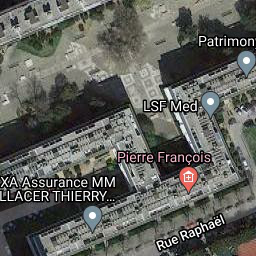 Patrimon
LSF Med
Pierre François
XA Assurance MM
LLACER THIERRY...
Rue Raphaël